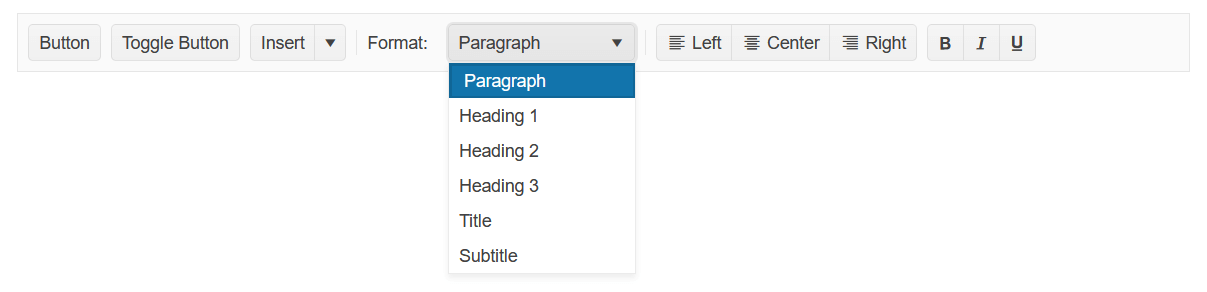 Button Toggle Button Insert Format: Paragraph Left Center Right B I U
Paragraph
Heading 1
Heading 2
Heading 3
Title
Subtitle